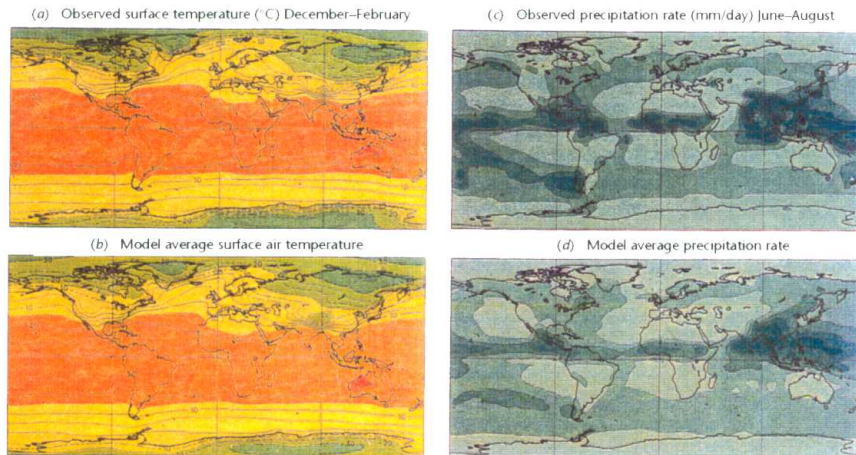 (a) Observed surface temperature (°C) December–February
(c) Observed precipitation rate (mm/day) June–August
(b) Model average surface air temperature
(d) Model average precipitation rate